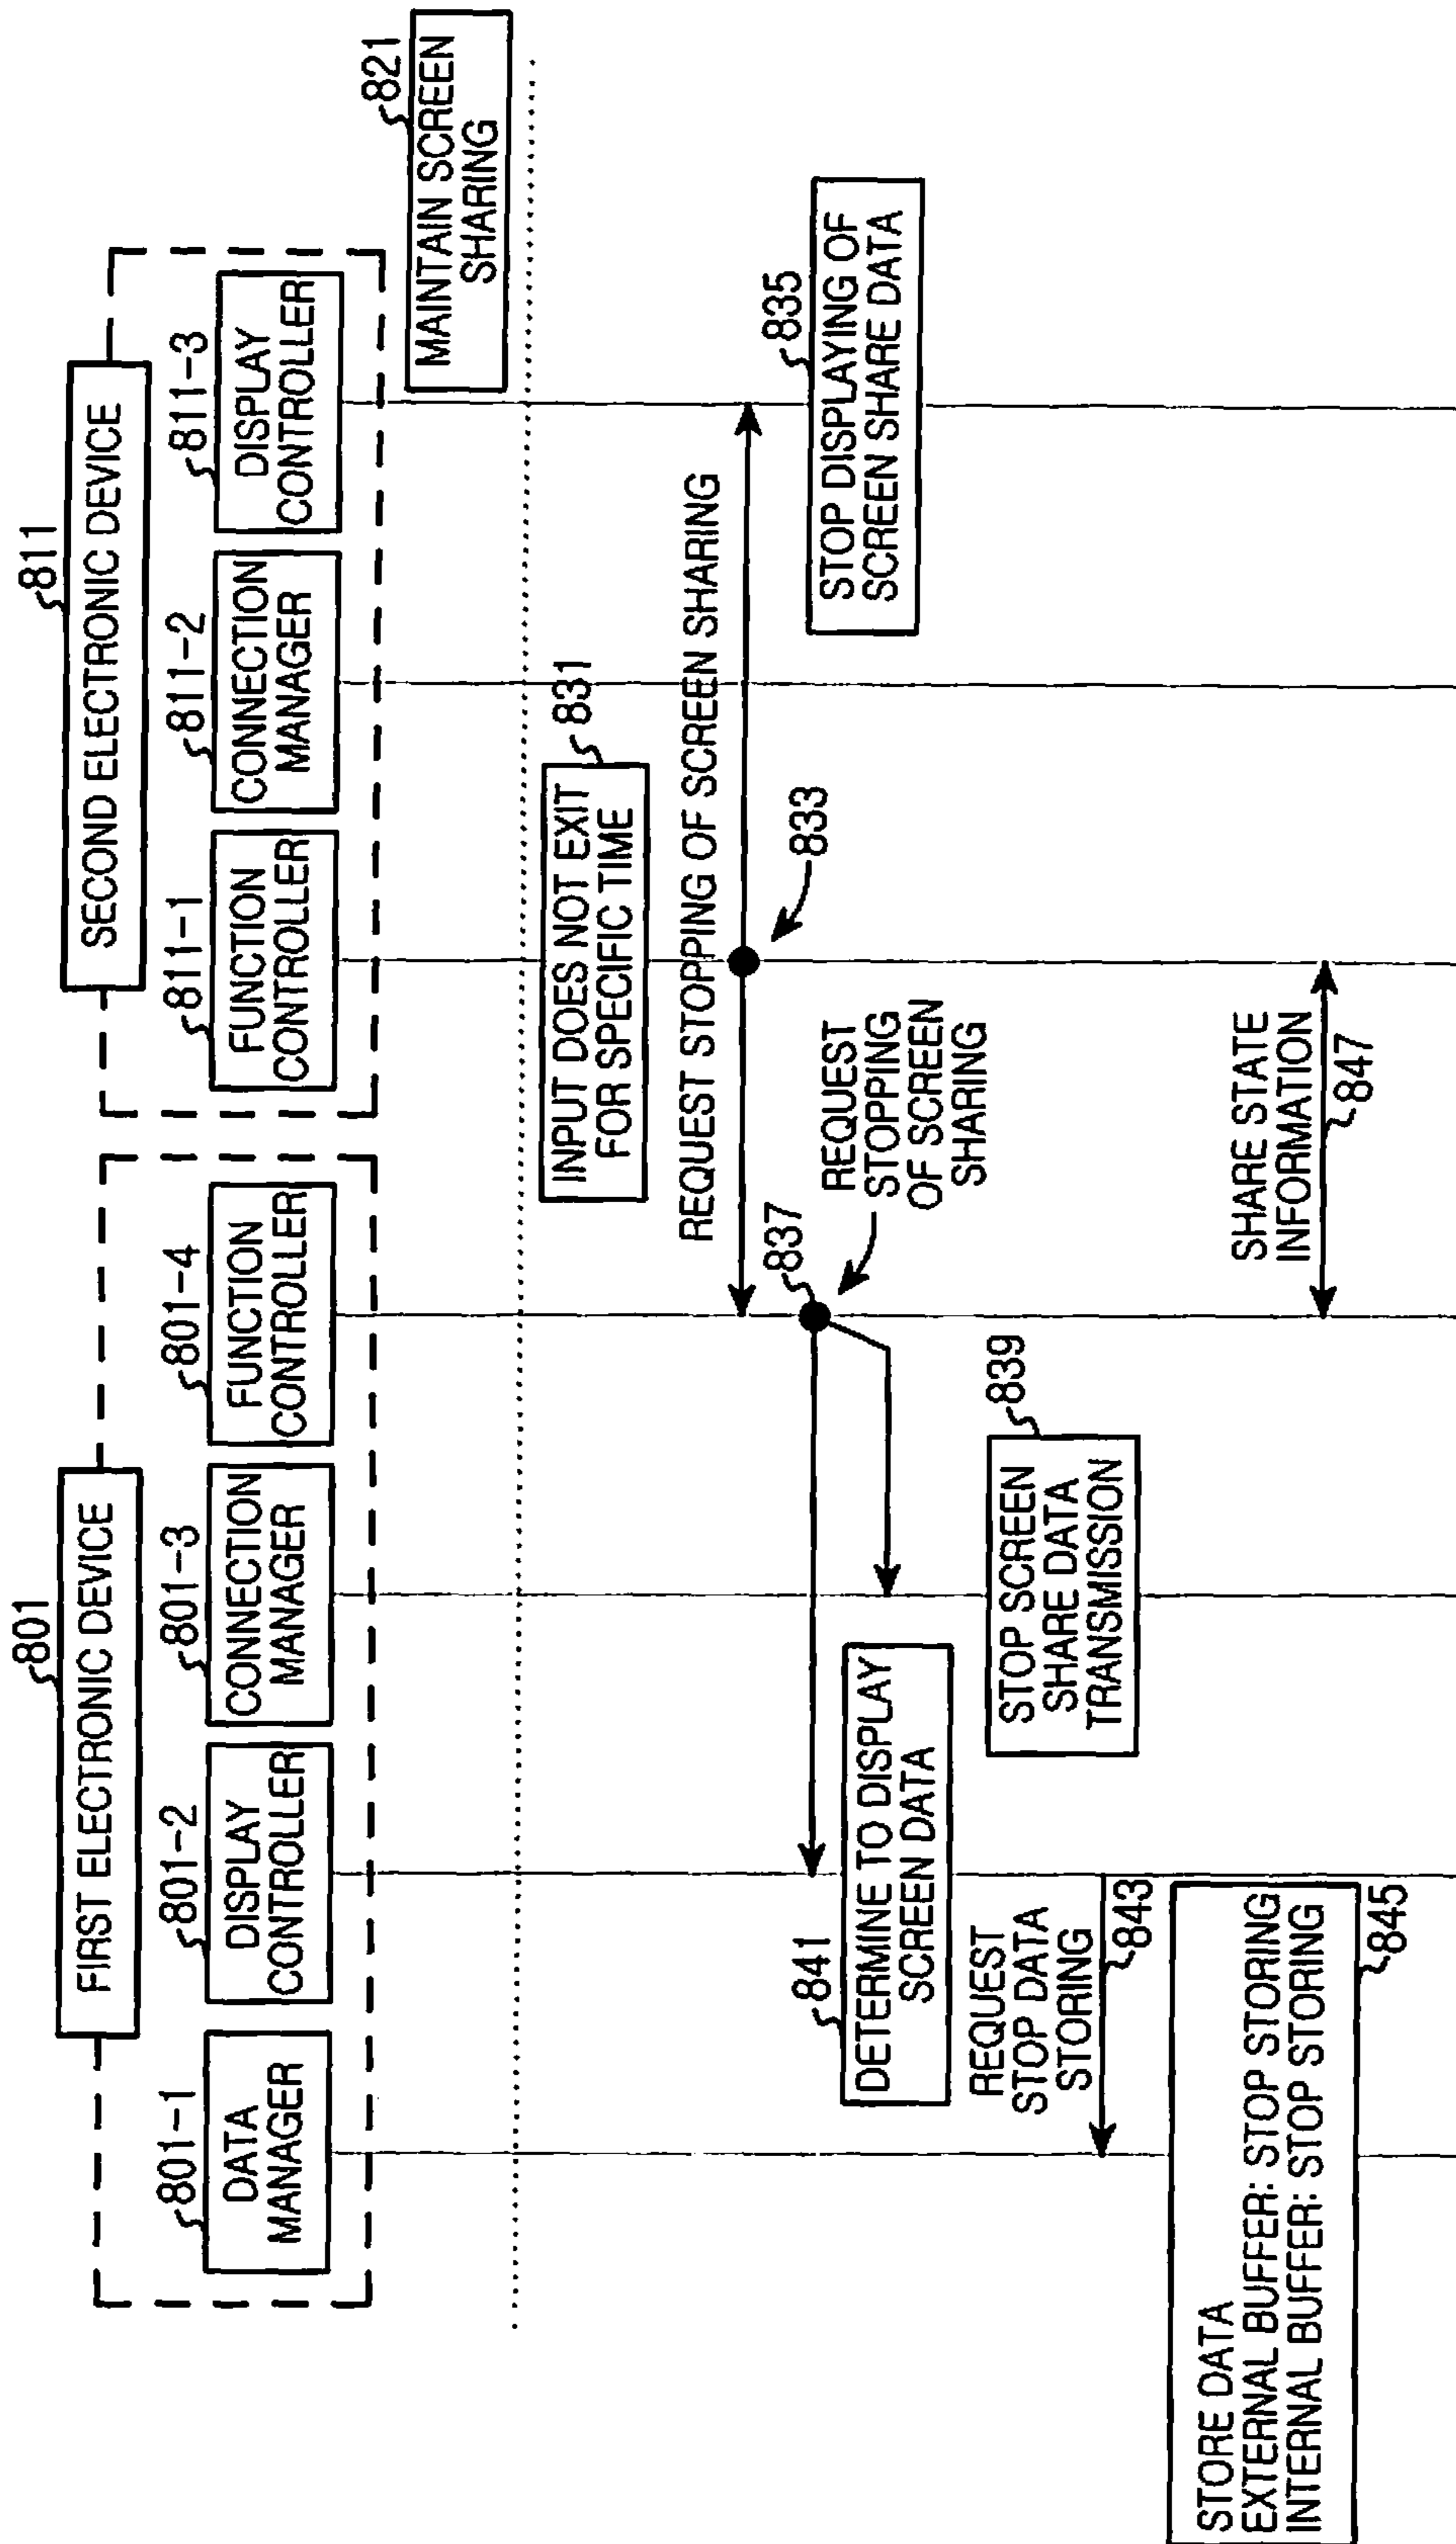 801
FIRST ELECTRONIC DEVICE
801-1
DATA
MANAGER
801-2
DISPLAY
CONTROLLER
801-3
CONNECTION
MANAGER
801-4
FUNCTION
CONTROLLER
811
SECOND ELECTRONIC DEVICE
811-1
FUNCTION
CONTROLLER
811-2
CONNECTION
MANAGER
811-3
DISPLAY
CONTROLLER
821
MAINTAIN SCREEN
SHARING
INPUT DOES NOT EXIT
FOR SPECIFIC TIME
831
REQUEST STOPPING OF SCREEN SHARING
833
835
STOP DISPLAYING OF
SCREEN SHARE DATA
837
REQUEST
STOPPING
OF SCREEN
SHARING
841
DETERMINE TO DISPLAY
SCREEN DATA
839
STOP SCREEN
SHARE DATA
TRANSMISSION
REQUEST
STOP DATA
STORING
843
STORE DATA
EXTERNAL BUFFER: STOP STORING
INTERNAL BUFFER: STOP STORING
845
SHARE STATE
INFORMATION
847